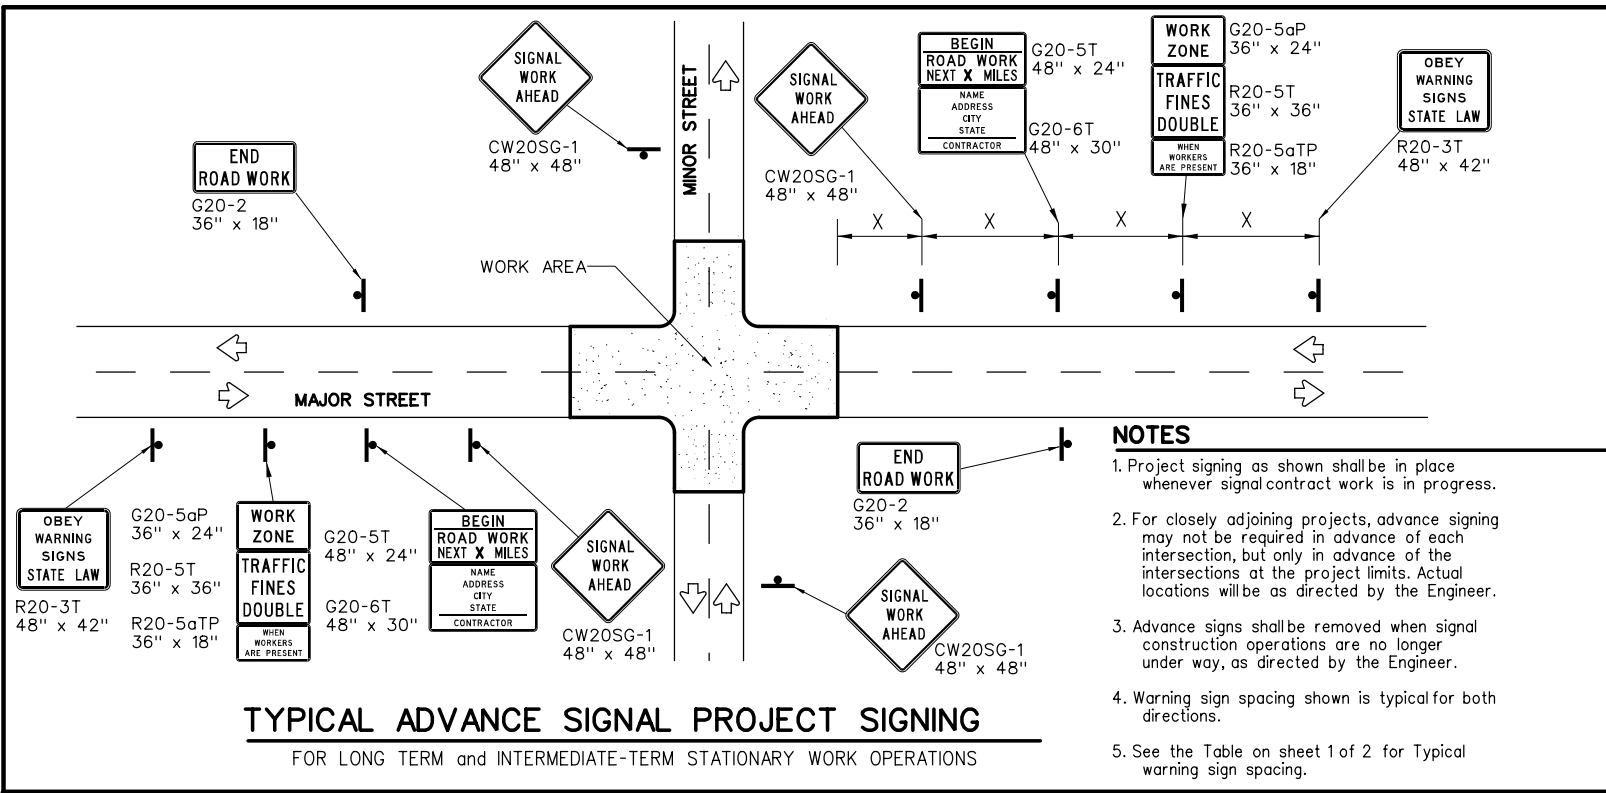 SIGNAL
WORK
AHEAD
CW20SG-1
48" x 48"
END
ROAD WORK
G20-2
36" x 18"
MINOR STREET
SIGNAL
WORK
AHEAD
CW20SG-1
48" x 48"
BEGIN
ROAD WORK
NEXT X MILES
NAME
ADDRESS
CITY
STATE
CONTRACTOR
G20-5T
48" x 24"
G20-6T
48" x 30"
WORK
ZONE
TRAFFIC
FINES
DOUBLE
WHEN
WORKERS
ARE PRESENT
G20-5aP
36" x 24"
R20-5T
36" x 36"
R20-5aTP
36" x 18"
OBEY
WARNING
SIGNS
STATE LAW
R20-3T
48" x 42"
X
X
X
X
WORK AREA
MAJOR STREET
OBEY
WARNING
SIGNS
STATE LAW
R20-3T
48" x 42"
G20-5aP
36" x 24"
R20-5T
36" x 36"
R20-5aTP
36" x 18"
WORK
ZONE
TRAFFIC
FINES
DOUBLE
WHEN
WORKERS
ARE PRESENT
G20-5T
48" x 24"
G20-6T
48" x 30"
BEGIN
ROAD WORK
NEXT X MILES
NAME
ADDRESS
CITY
STATE
CONTRACTOR
SIGNAL
WORK
AHEAD
CW20SG-1
48" x 48"
END
ROAD WORK
G20-2
36" x 18"
SIGNAL
WORK
AHEAD
CW20SG-1
48" x 48"
NOTES
1. Project signing as shown shall be in place
whenever signal contract work is in progress.
2. For closely adjoining projects, advance signing
may not be required in advance of each
intersection, but only in advance of the
intersections at the project limits. Actual
locations will be as directed by the Engineer.
3. Advance signs shall be removed when signal
construction operations are no longer
under way, as directed by the Engineer.
4. Warning sign spacing shown is typical for both
directions.
5. See the Table on sheet 1 of 2 for Typical
warning sign spacing.
TYPICAL ADVANCE SIGNAL PROJECT SIGNING
FOR LONG TERM and INTERMEDIATE-TERM STATIONARY WORK OPERATIONS